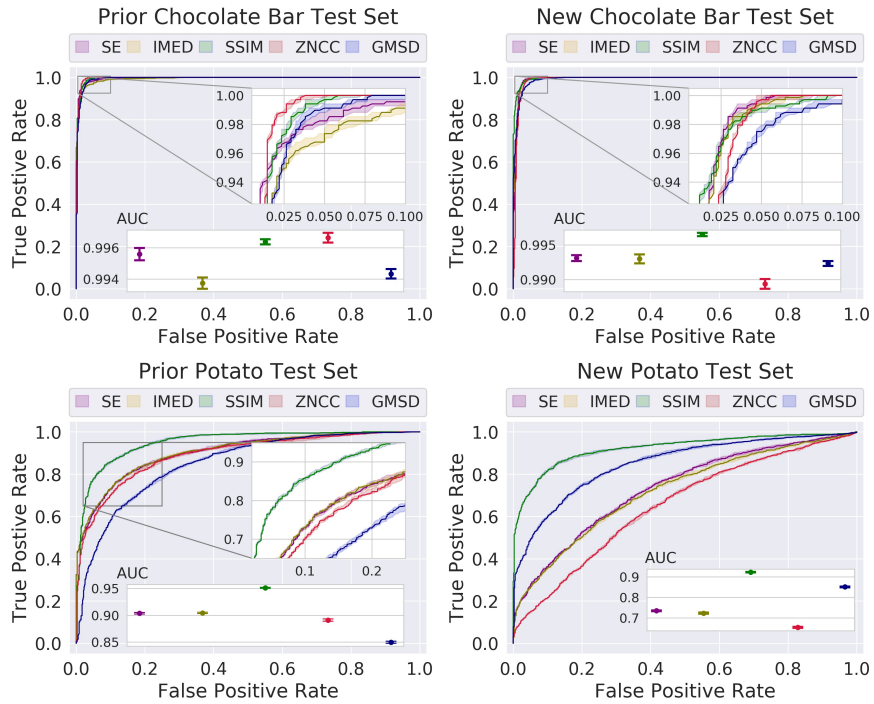 Prior Chocolate Bar Test Set
SE IMED SSIM ZNCC GMSD
1.0
0.8
0.6
0.4
0.2
0.0
True Postive Rate
1.00
0.98
0.96
0.94
0.025 0.050 0.075 0.100
AUC
0.996
0.994
0.0 0.2 0.4 0.6 0.8 1.0
False Positive Rate
New Chocolate Bar Test Set
SE IMED SSIM ZNCC GMSD
1.0
0.8
0.6
0.4
0.2
0.0
True Postive Rate
1.00
0.98
0.96
0.94
0.025 0.050 0.075 0.100
AUC
0.995
0.990
0.0 0.2 0.4 0.6 0.8 1.0
False Positive Rate
Prior Potato Test Set
SE IMED SSIM ZNCC GMSD
1.0
0.8
0.6
0.4
0.2
0.0
True Postive Rate
0.9
0.8
0.7
0.1 0.2
AUC
0.95
0.90
0.85
0.0 0.2 0.4 0.6 0.8 1.0
False Positive Rate
New Potato Test Set
SE IMED SSIM ZNCC GMSD
1.0
0.8
0.6
0.4
0.2
0.0
True Postive Rate
AUC
0.9
0.8
0.7
0.0 0.2 0.4 0.6 0.8 1.0
False Positive Rate